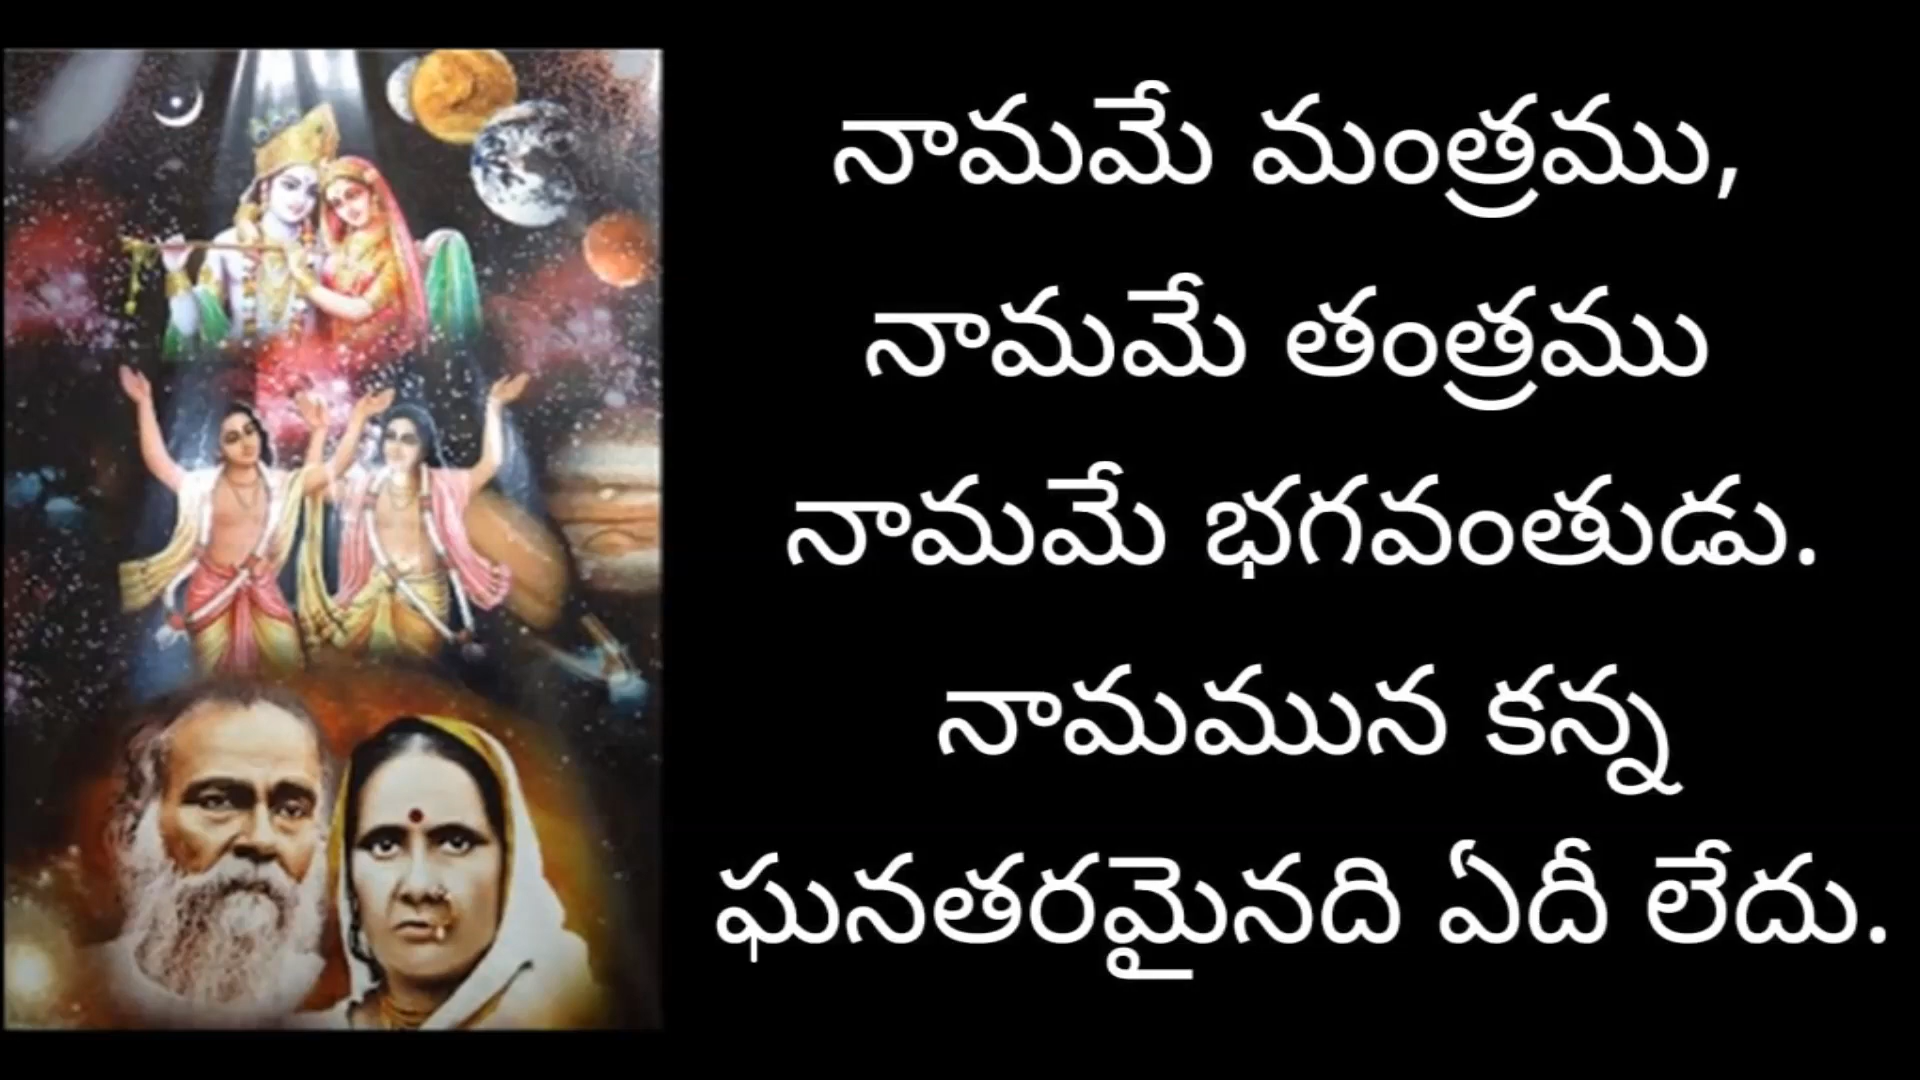 నామమే మంత్రము,
నామమే తంత్రము
నామమే భగవంతుడు.
నామమున కన్న
ఘనతరమైనది ఏదీ లేదు.